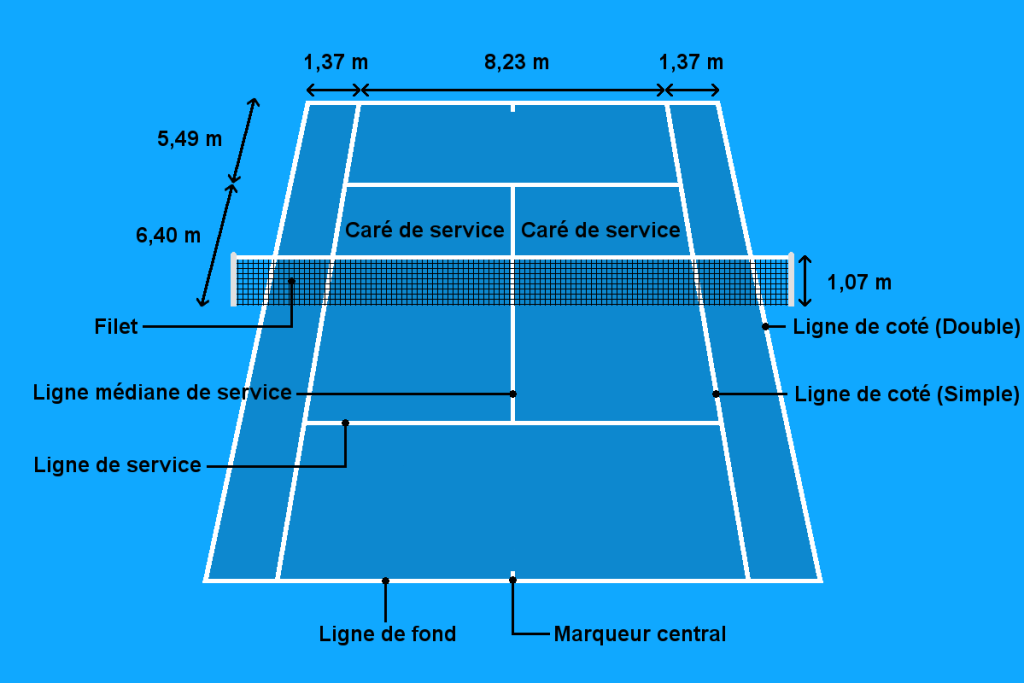 1,37 m
8,23 m
1,37 m
5,49 m
6,40 m
Caré de service
Caré de service
1,07 m
Filet
Ligne de coté (Double)
Ligne médiane de service
Ligne de coté (Simple)
Ligne de service
Ligne de fond
Marqueur central